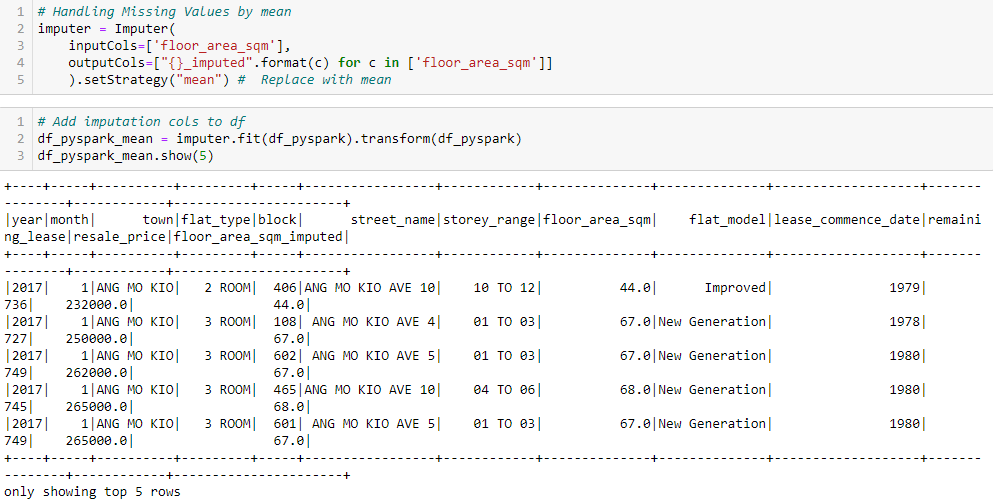 1 # Handling Missing Values by mean
2 imputer = Imputer(
3     inputCols=['floor_area_sqm'],
4     outputCols=["{}_imputed".format(c) for c in ['floor_area_sqm']]
5     ).setStrategy("mean") #  Replace with mean
1 # Add imputation cols to df
2 df_pyspark_mean = imputer.fit(df_pyspark).transform(df_pyspark)
3 df_pyspark_mean.show(5)
+----+-----+----------+---------+-----+-----------------+------------+--------------+--------------+-------------------+-------
--------+------------+----------------------+
|year|month|      town|flat_type|block|      street_name|storey_range|floor_area_sqm|    flat_model|lease_commence_date|remaini
ng_lease|resale_price|floor_area_sqm_imputed|
+----+-----+----------+---------+-----+-----------------+------------+--------------+--------------+-------------------+-------
--------+------------+----------------------+
|2017|    1|ANG MO KIO|   2 ROOM|  406|ANG MO KIO AVE 10|    10 TO 12|          44.0|      Improved|               1979|
736|    232000.0|                  44.0|
|2017|    1|ANG MO KIO|   3 ROOM|  108| ANG MO KIO AVE 4|    01 TO 03|          67.0|New Generation|               1978|
727|    250000.0|                  67.0|
|2017|    1|ANG MO KIO|   3 ROOM|  602| ANG MO KIO AVE 5|    01 TO 03|          67.0|New Generation|               1980|
749|    262000.0|                  67.0|
|2017|    1|ANG MO KIO|   3 ROOM|  465|ANG MO KIO AVE 10|    04 TO 06|          68.0|New Generation|               1980|
745|    265000.0|                  68.0|
|2017|    1|ANG MO KIO|   3 ROOM|  601| ANG MO KIO AVE 5|    01 TO 03|          67.0|New Generation|               1980|
749|    265000.0|                  67.0|
+----+-----+----------+---------+-----+-----------------+------------+--------------+--------------+-------------------+-------
--------+------------+----------------------+
only showing top 5 rows